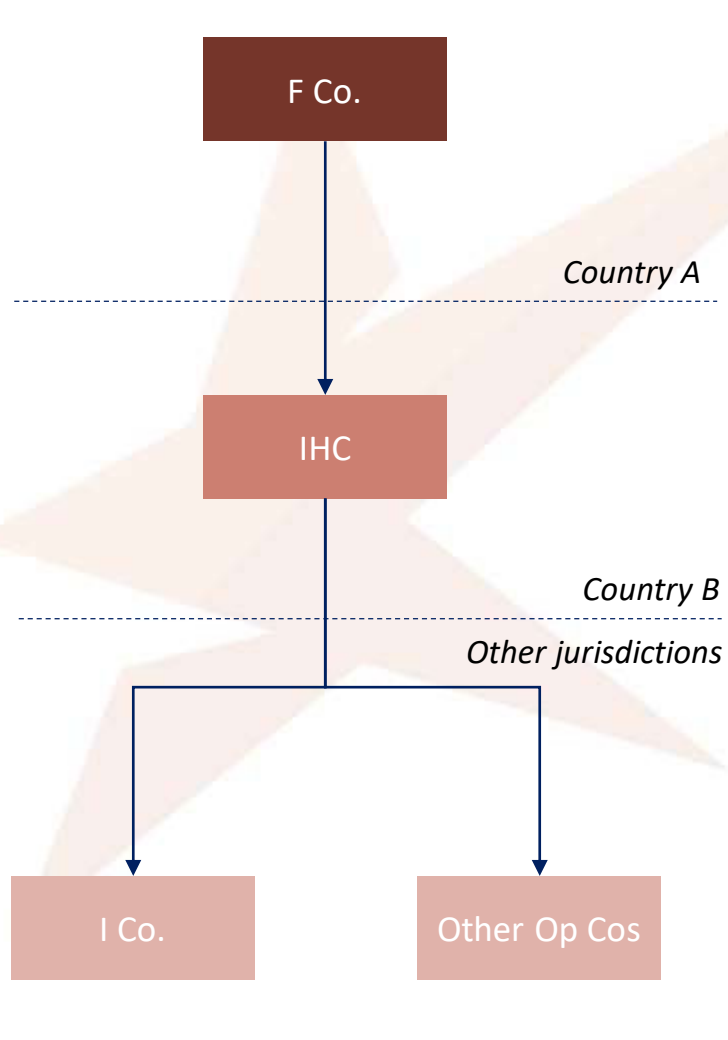 F Co.
Country A
IHC
Country B
Other jurisdictions
I Co.
Other Op Cos